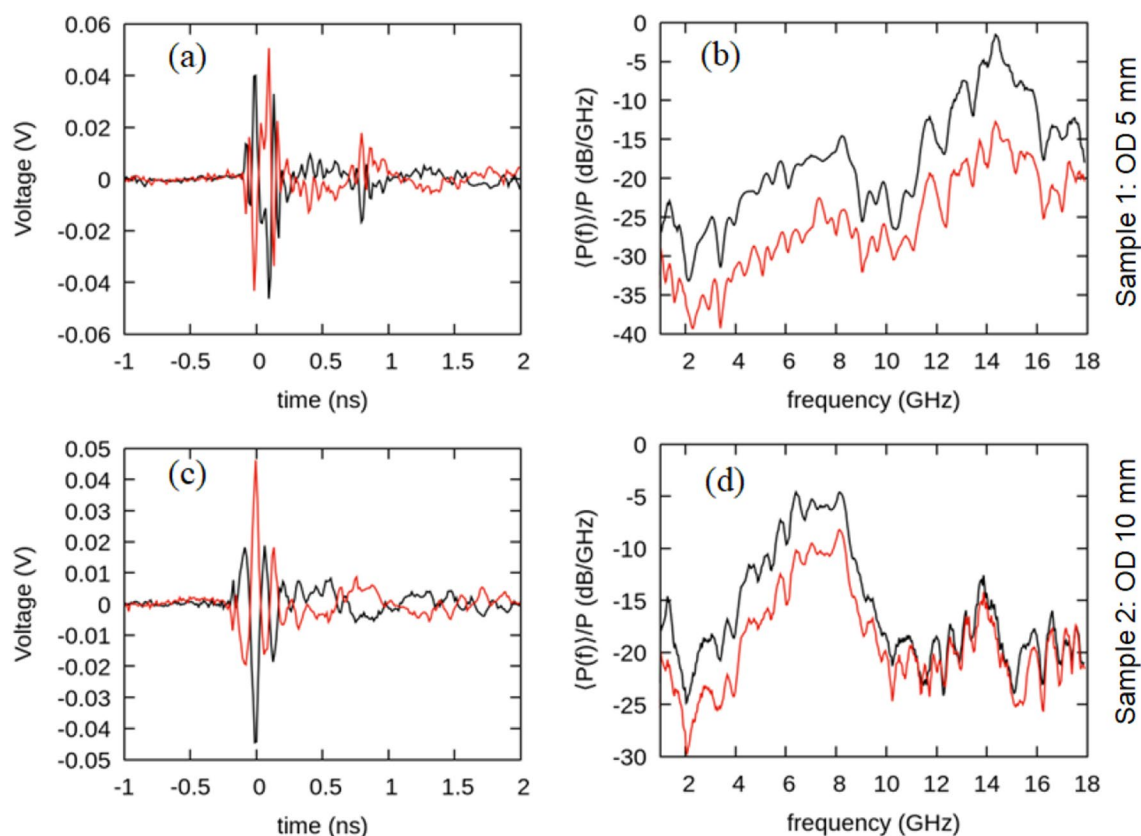 0.06
0.04
0.02
0
-0.02
-0.04
-0.06
Voltage (V)
(a)
-1 -0.5 0 0.5 1 1.5 2
time (ns)
0
-5
-10
-15
-20
-25
-30
-35
-40
⟨P(f)⟩/P (dB/GHz)
(b)
2 4 6 8 10 12 14 16 18
frequency (GHz)
Sample 1: OD 5 mm
0.05
0.04
0.03
0.02
0.01
0
-0.01
-0.02
-0.03
-0.04
-0.05
Voltage (V)
(c)
-1 -0.5 0 0.5 1 1.5 2
time (ns)
0
-5
-10
-15
-20
-25
-30
⟨P(f)⟩/P (dB/GHz)
(d)
2 4 6 8 10 12 14 16 18
frequency (GHz)
Sample 2: OD 10 mm